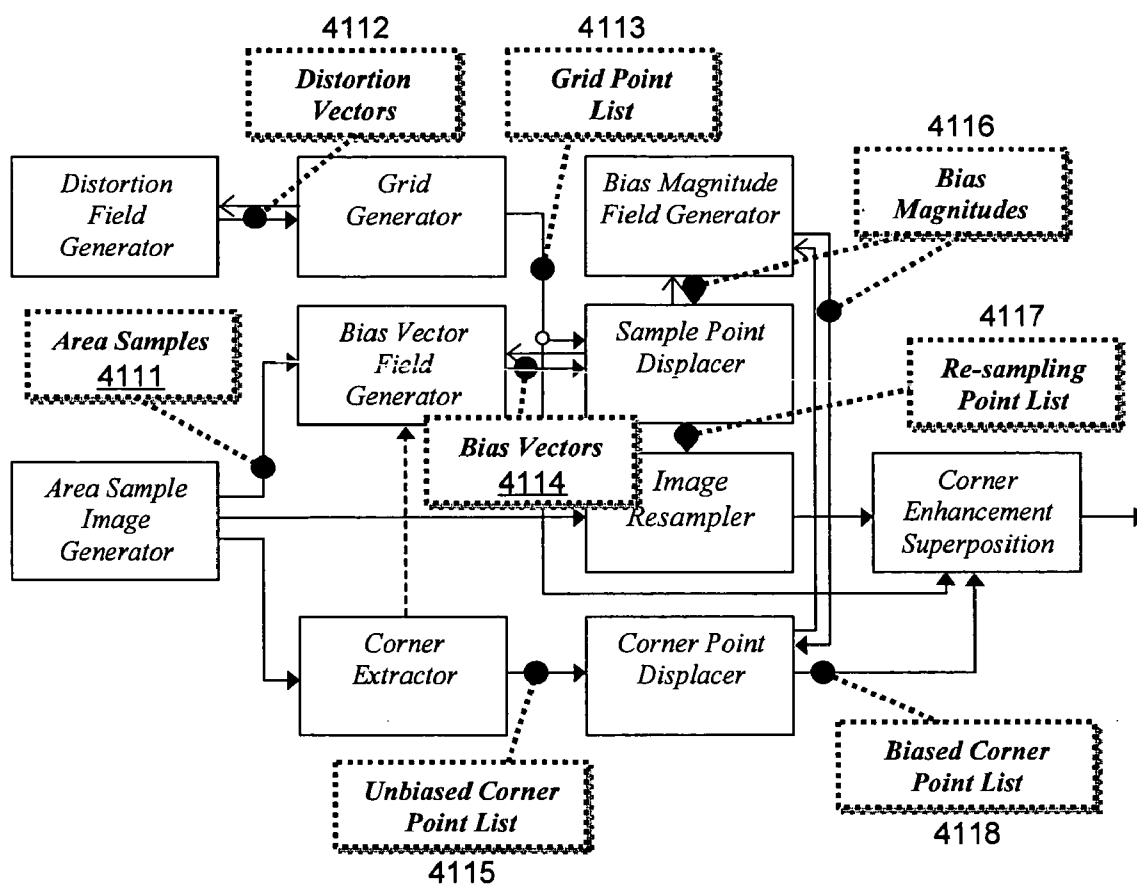 4112
4113
Distortion
Vectors
Grid Point
List
4116
Bias
Magnitudes
Distortion
Field
Generator
Grid
Generator
Bias Magnitude
Field Generator
4117
Area Samples
4111
Bias Vector
Field
Generator
Sample Point
Displacer
Re-sampling
Point List
Bias Vectors
4114
Area Sample
Image
Generator
Image
Resampler
Corner
Enhancement
Superposition
Corner
Extractor
Corner Point
Displacer
Unbiased Corner
Point List
4115
Biased Corner
Point List
4118